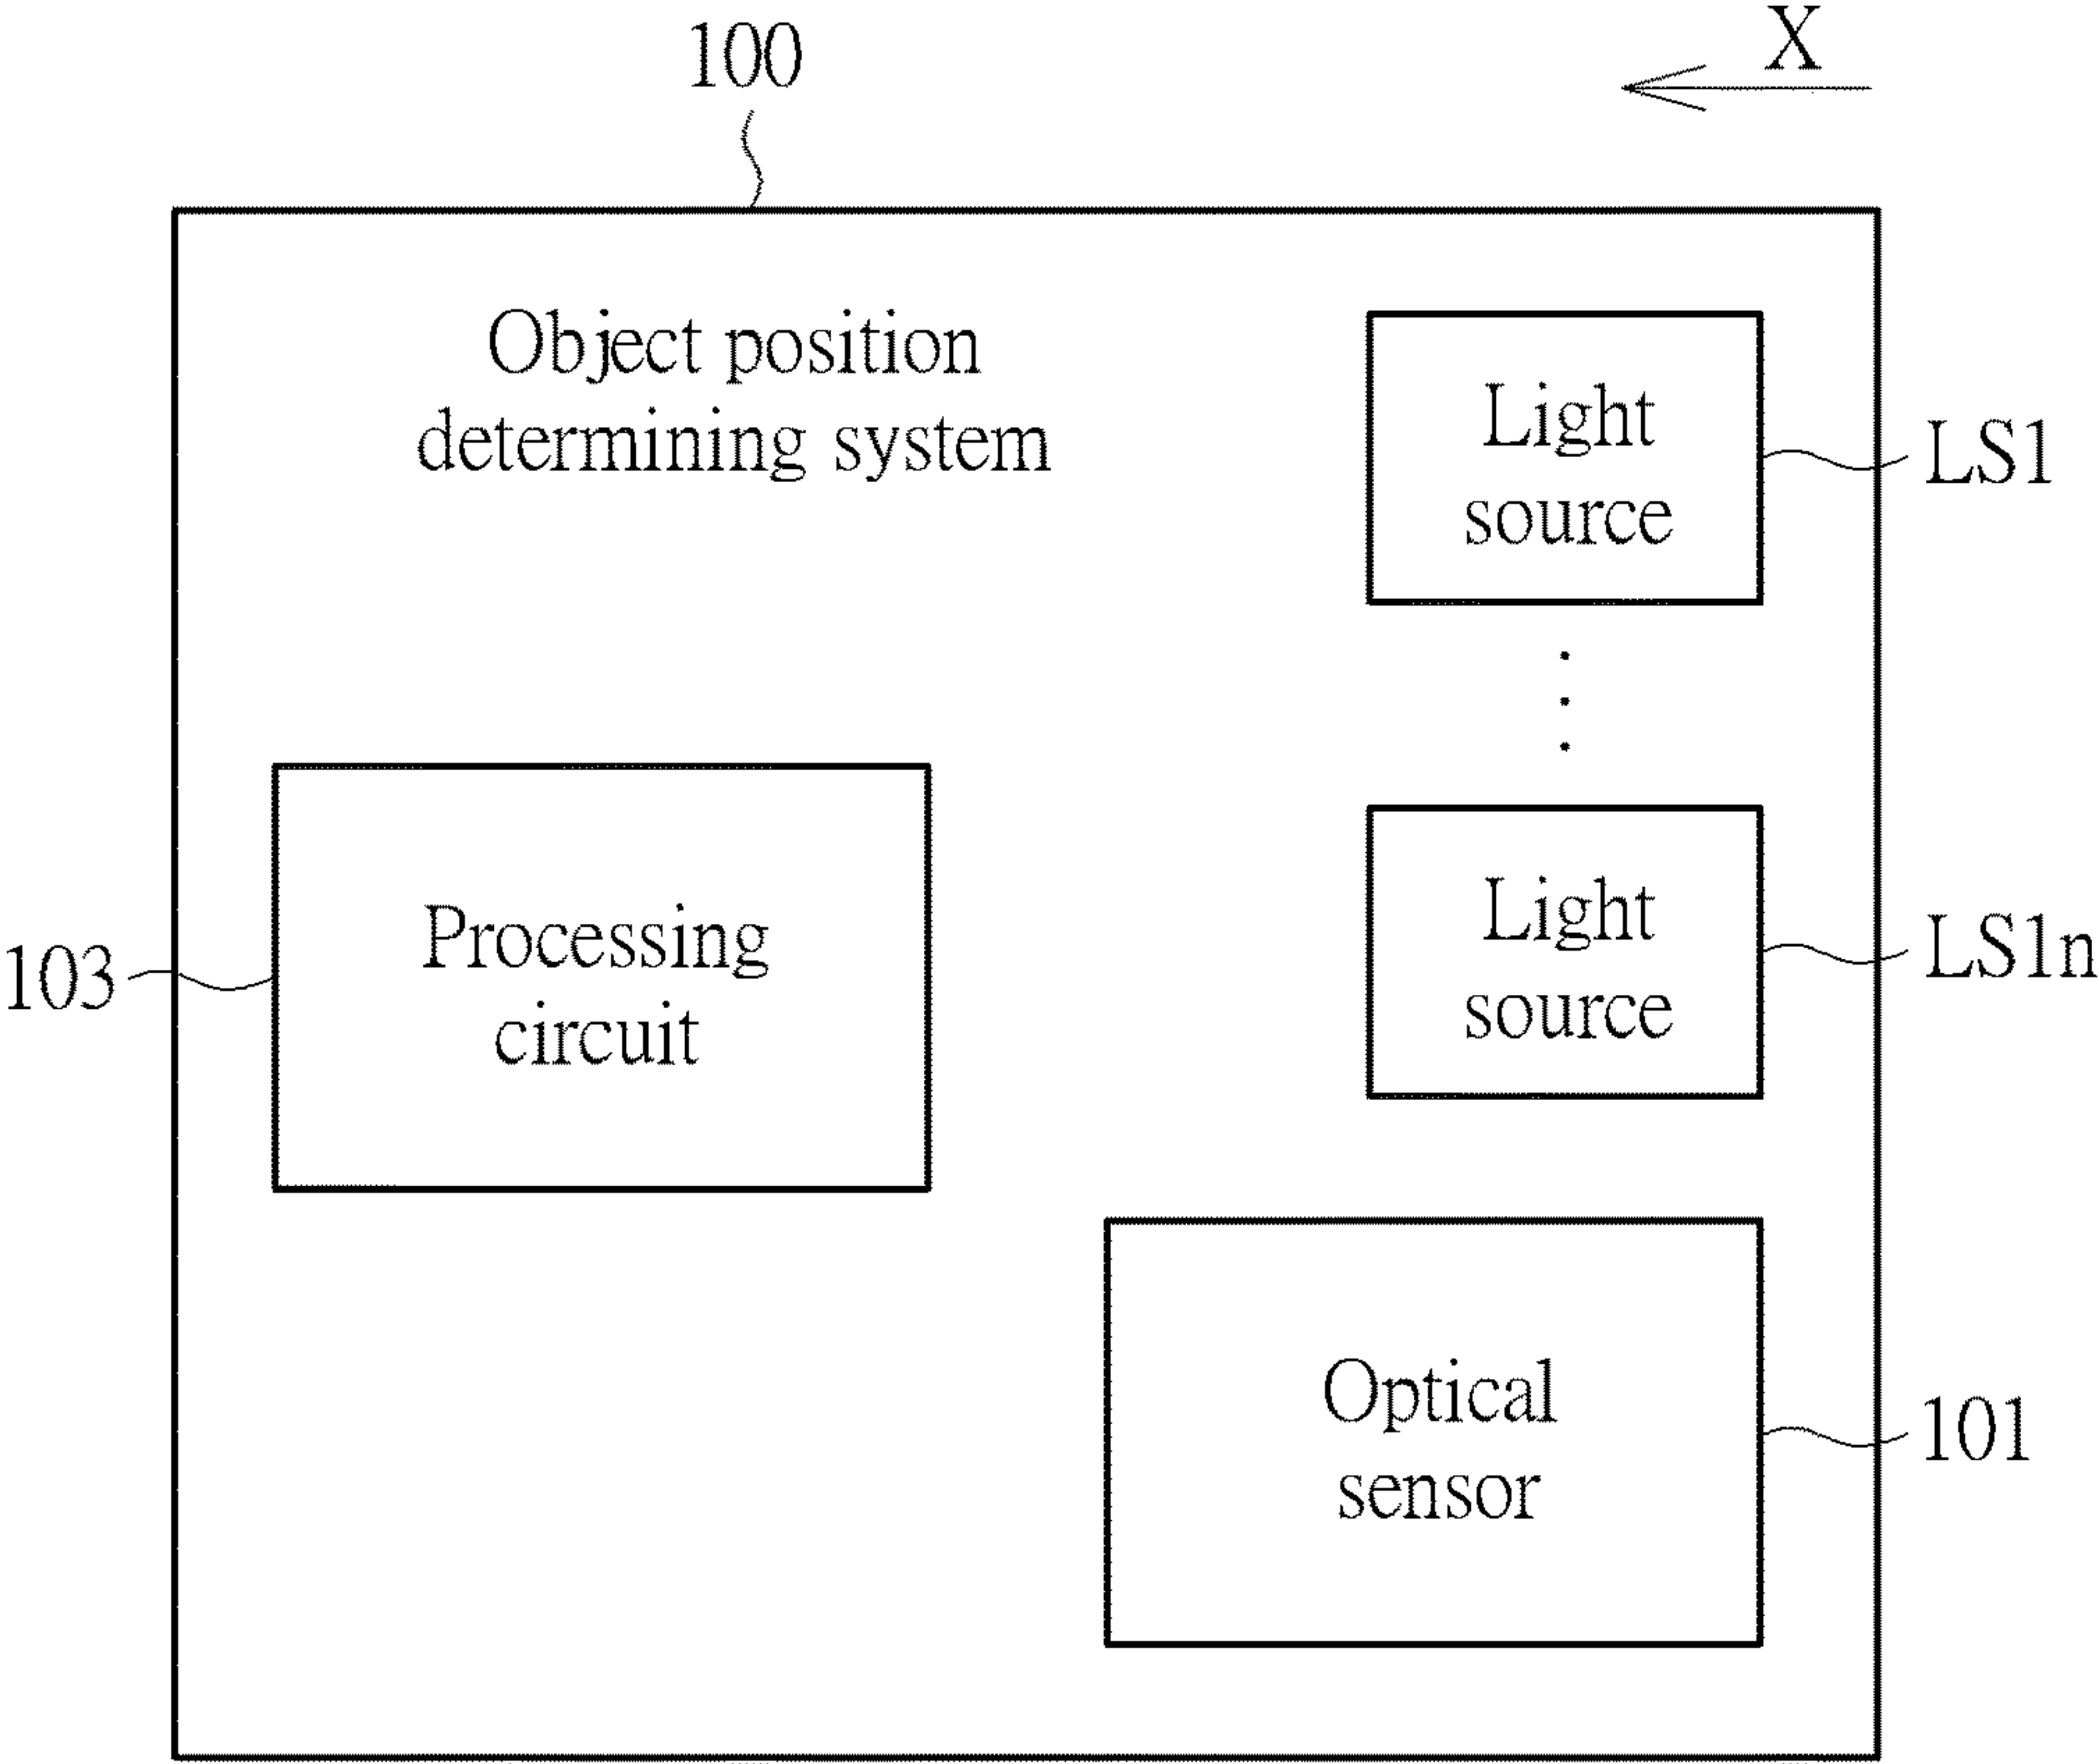 100
X
Object position
determining system
Light
source
LS1
Light
source
LS1n
Processing
circuit
103
Optical
sensor
101